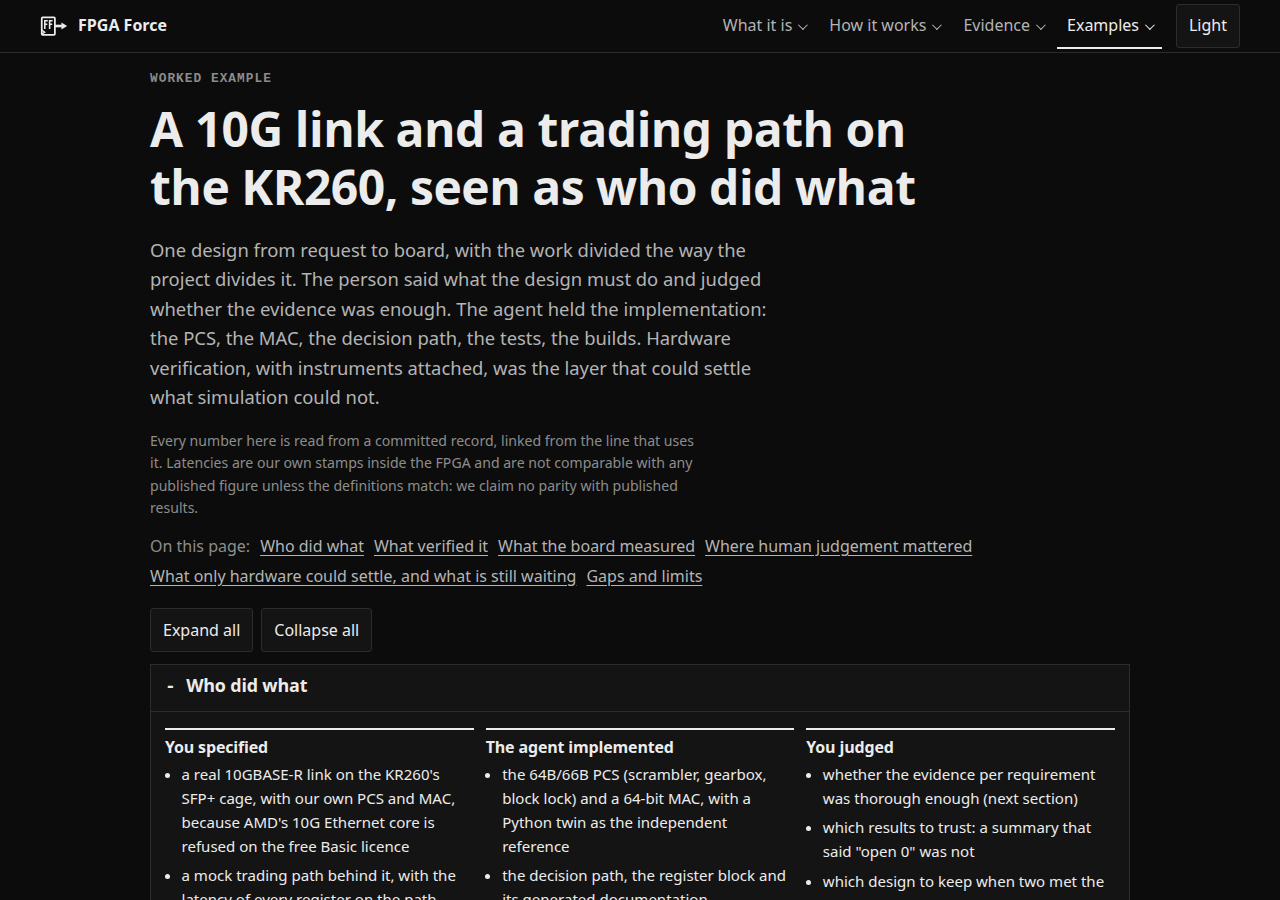 FPGA Force
What it is
How it works
Evidence
Examples
Light
WORKED EXAMPLE
A 10G link and a trading path on
the KR260, seen as who did what
One design from request to board, with the work divided the way the
project divides it. The person said what the design must do and judged
whether the evidence was enough. The agent held the implementation:
the PCS, the MAC, the decision path, the tests, the builds. Hardware
verification, with instruments attached, was the layer that could settle
what simulation could not.
Every number here is read from a committed record, linked from the line that uses
it. Latencies are our own stamps inside the FPGA and are not comparable with any
published figure unless the definitions match: we claim no parity with published
results.
On this page: Who did what What verified it What the board measured Where human judgement mattered
What only hardware could settle, and what is still waiting Gaps and limits
Expand all
Collapse all
- Who did what
You specified
• a real 10GBASE-R link on the KR260's
SFP+ cage, with our own PCS and MAC,
because AMD's 10G Ethernet core is
refused on the free Basic licence
• a mock trading path behind it, with the
latency of every register on the path
The agent implemented
• the 64B/66B PCS (scrambler, gearbox,
block lock) and a 64-bit MAC, with a
Python twin as the independent
reference
• the decision path, the register block and
its generated documentation
You judged
• whether the evidence per requirement
was thorough enough (next section)
• which results to trust: a summary that
said "open 0" was not
• which design to keep when two met the